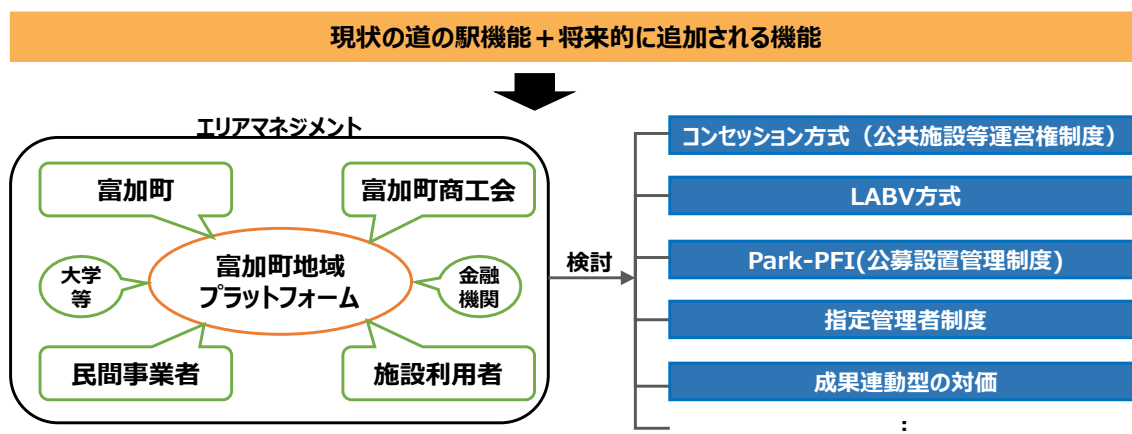 現状の道の駅機能＋将来的に追加される機能
エリアマネジメント
富加町
富加町商工会
大学
等
富加町地域
プラットフォーム
金融
機関
民間事業者
施設利用者
検討
コンセッション方式（公共施設等運営権制度）
LABV方式
Park-PFI(公募設置管理制度)
指定管理者制度
成果連動型の対価
：